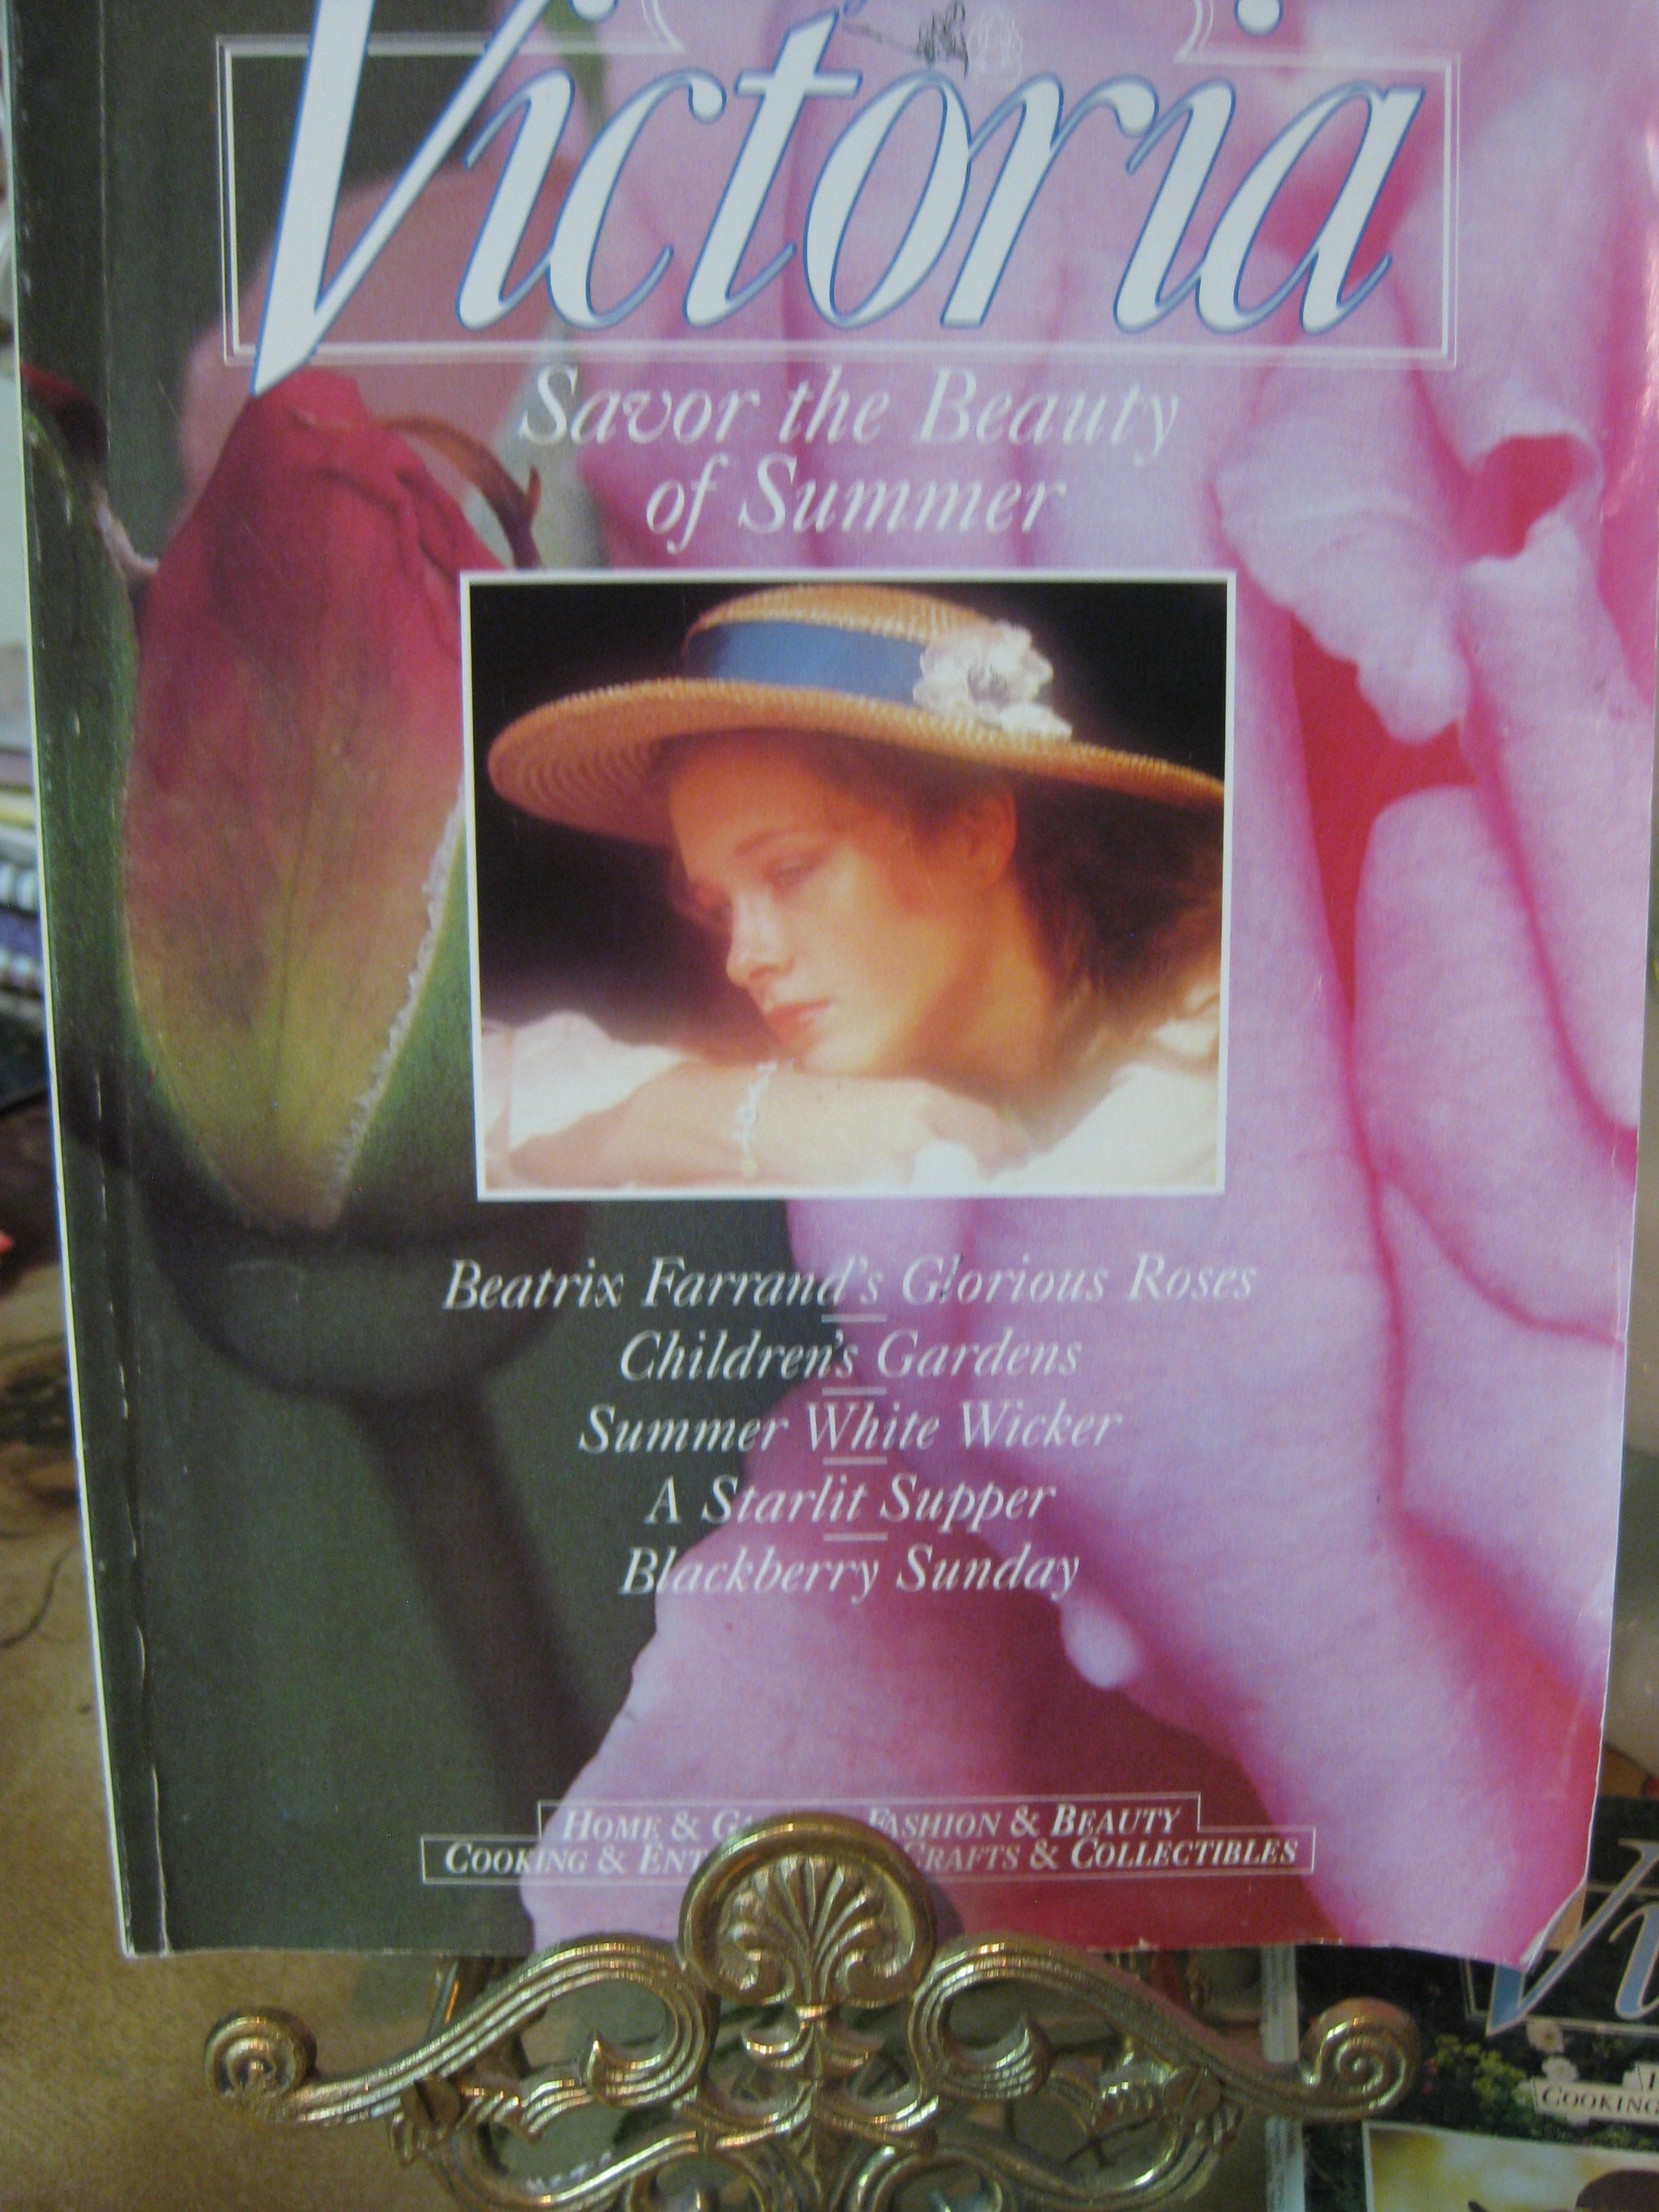 Victoria
Savor the Beauty
of Summer
Beatrix Farrand's Glorious Roses
Children's Gardens
Summer White Wicker
A Starlit Supper
Blackberry Sunday
HOME & FASHION & BEAUTY
COOKING & CRAFTS & COLLECTIBLES
COOKING